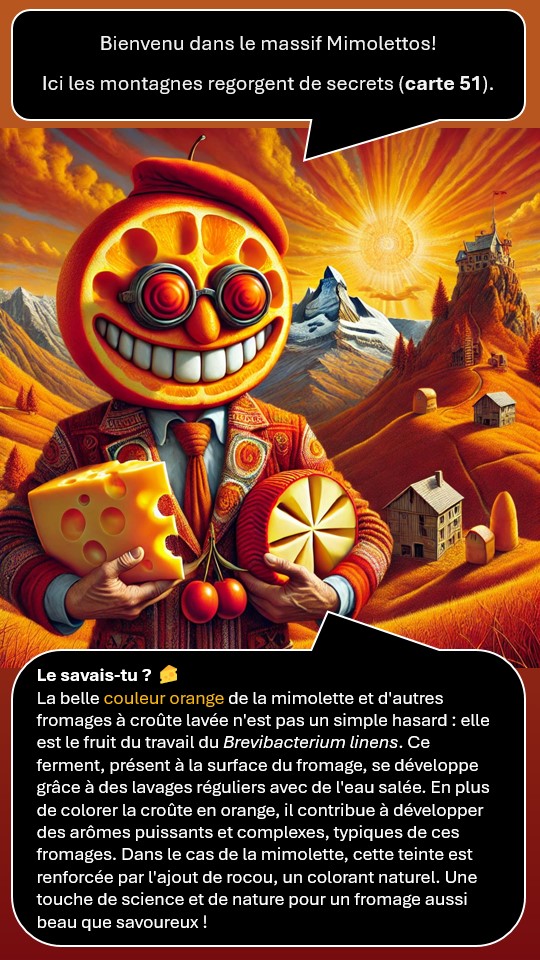 Bienvenu dans le massif Mimolettos!
Ici les montagnes regorgent de secrets (carte 51).
Le savais-tu ? 🧀
La belle couleur orange de la mimolette et d'autres
fromages à croûte lavée n'est pas un simple hasard : elle
est le fruit du travail du Brevibacterium linens. Ce
ferment, présent à la surface du fromage, se développe
grâce à des lavages réguliers avec de l'eau salée. En plus
de colorer la croûte en orange, il contribue à développer
des arômes puissants et complexes, typiques de ces
fromages. Dans le cas de la mimolette, cette teinte est
renforcée par l'ajout de rocou, un colorant naturel. Une
touche de science et de nature pour un fromage aussi
beau que savoureux !